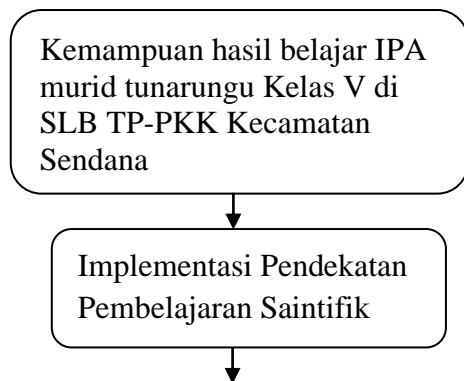 Kemampuan hasil belajar IPA
murid tunarungu Kelas V di
SLB TP-PKK Kecamatan
Sendana
Implementasi Pendekatan
Pembelajaran Saintifik